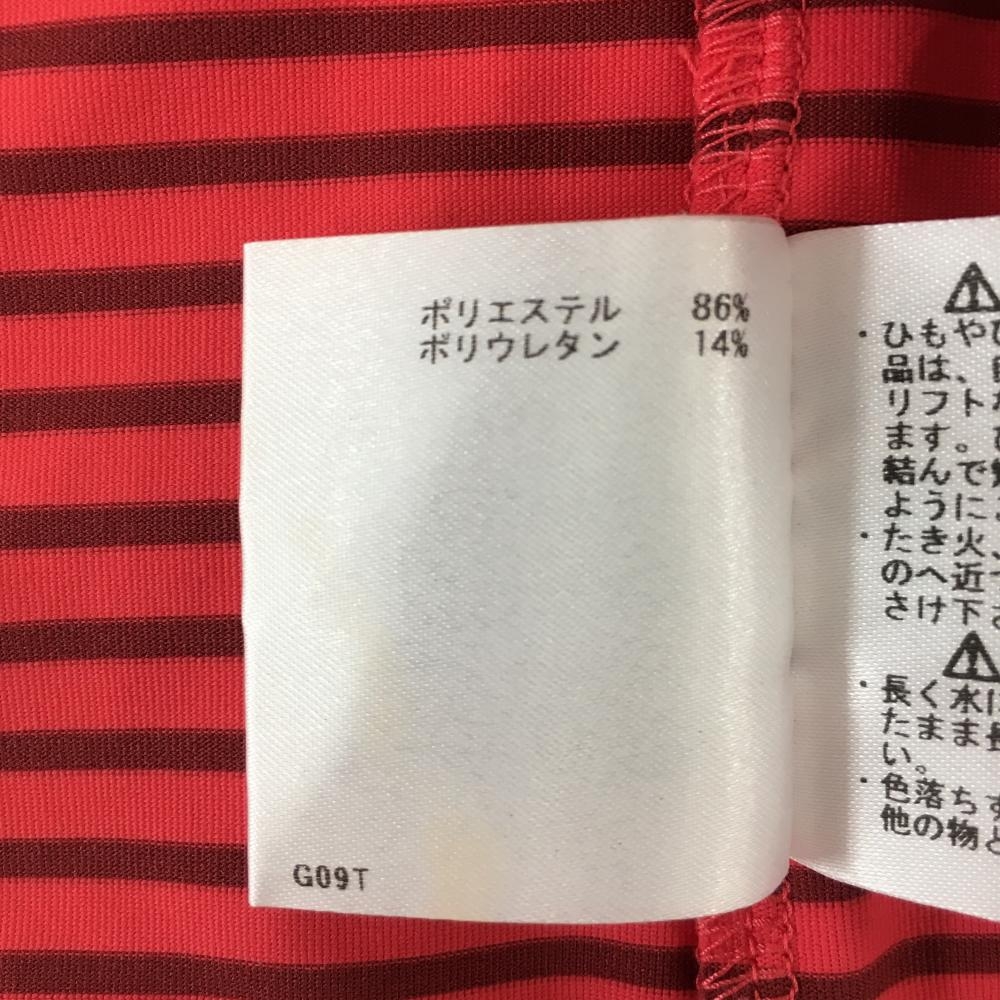 ポリエステル 86%
ポリウレタン 14%
G09T
・ひもや
品は、
リフト
ます。
結んで
ように
・たき火、
のへ近
さけ下
・長く水に
たまま長
い。
・色落ちす
他の物と